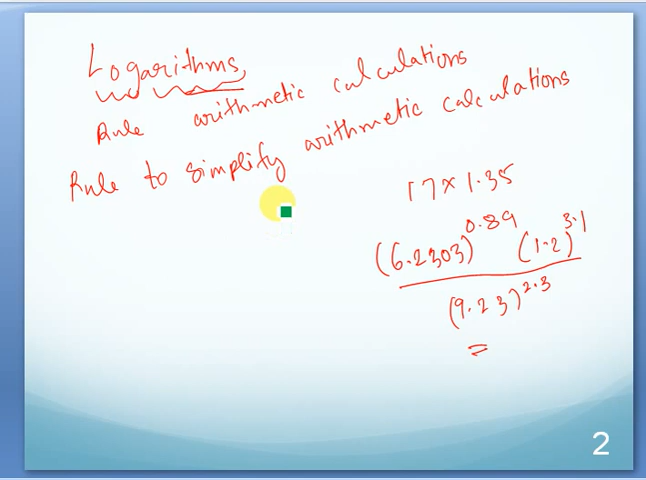 Logarithms
Rule arithmetic calculations
Rule to simplify arithmetic calculations
17 × 1.35
(6.2303)^0.89 (1.2)^3.1
(9.23)^2.3
=
2